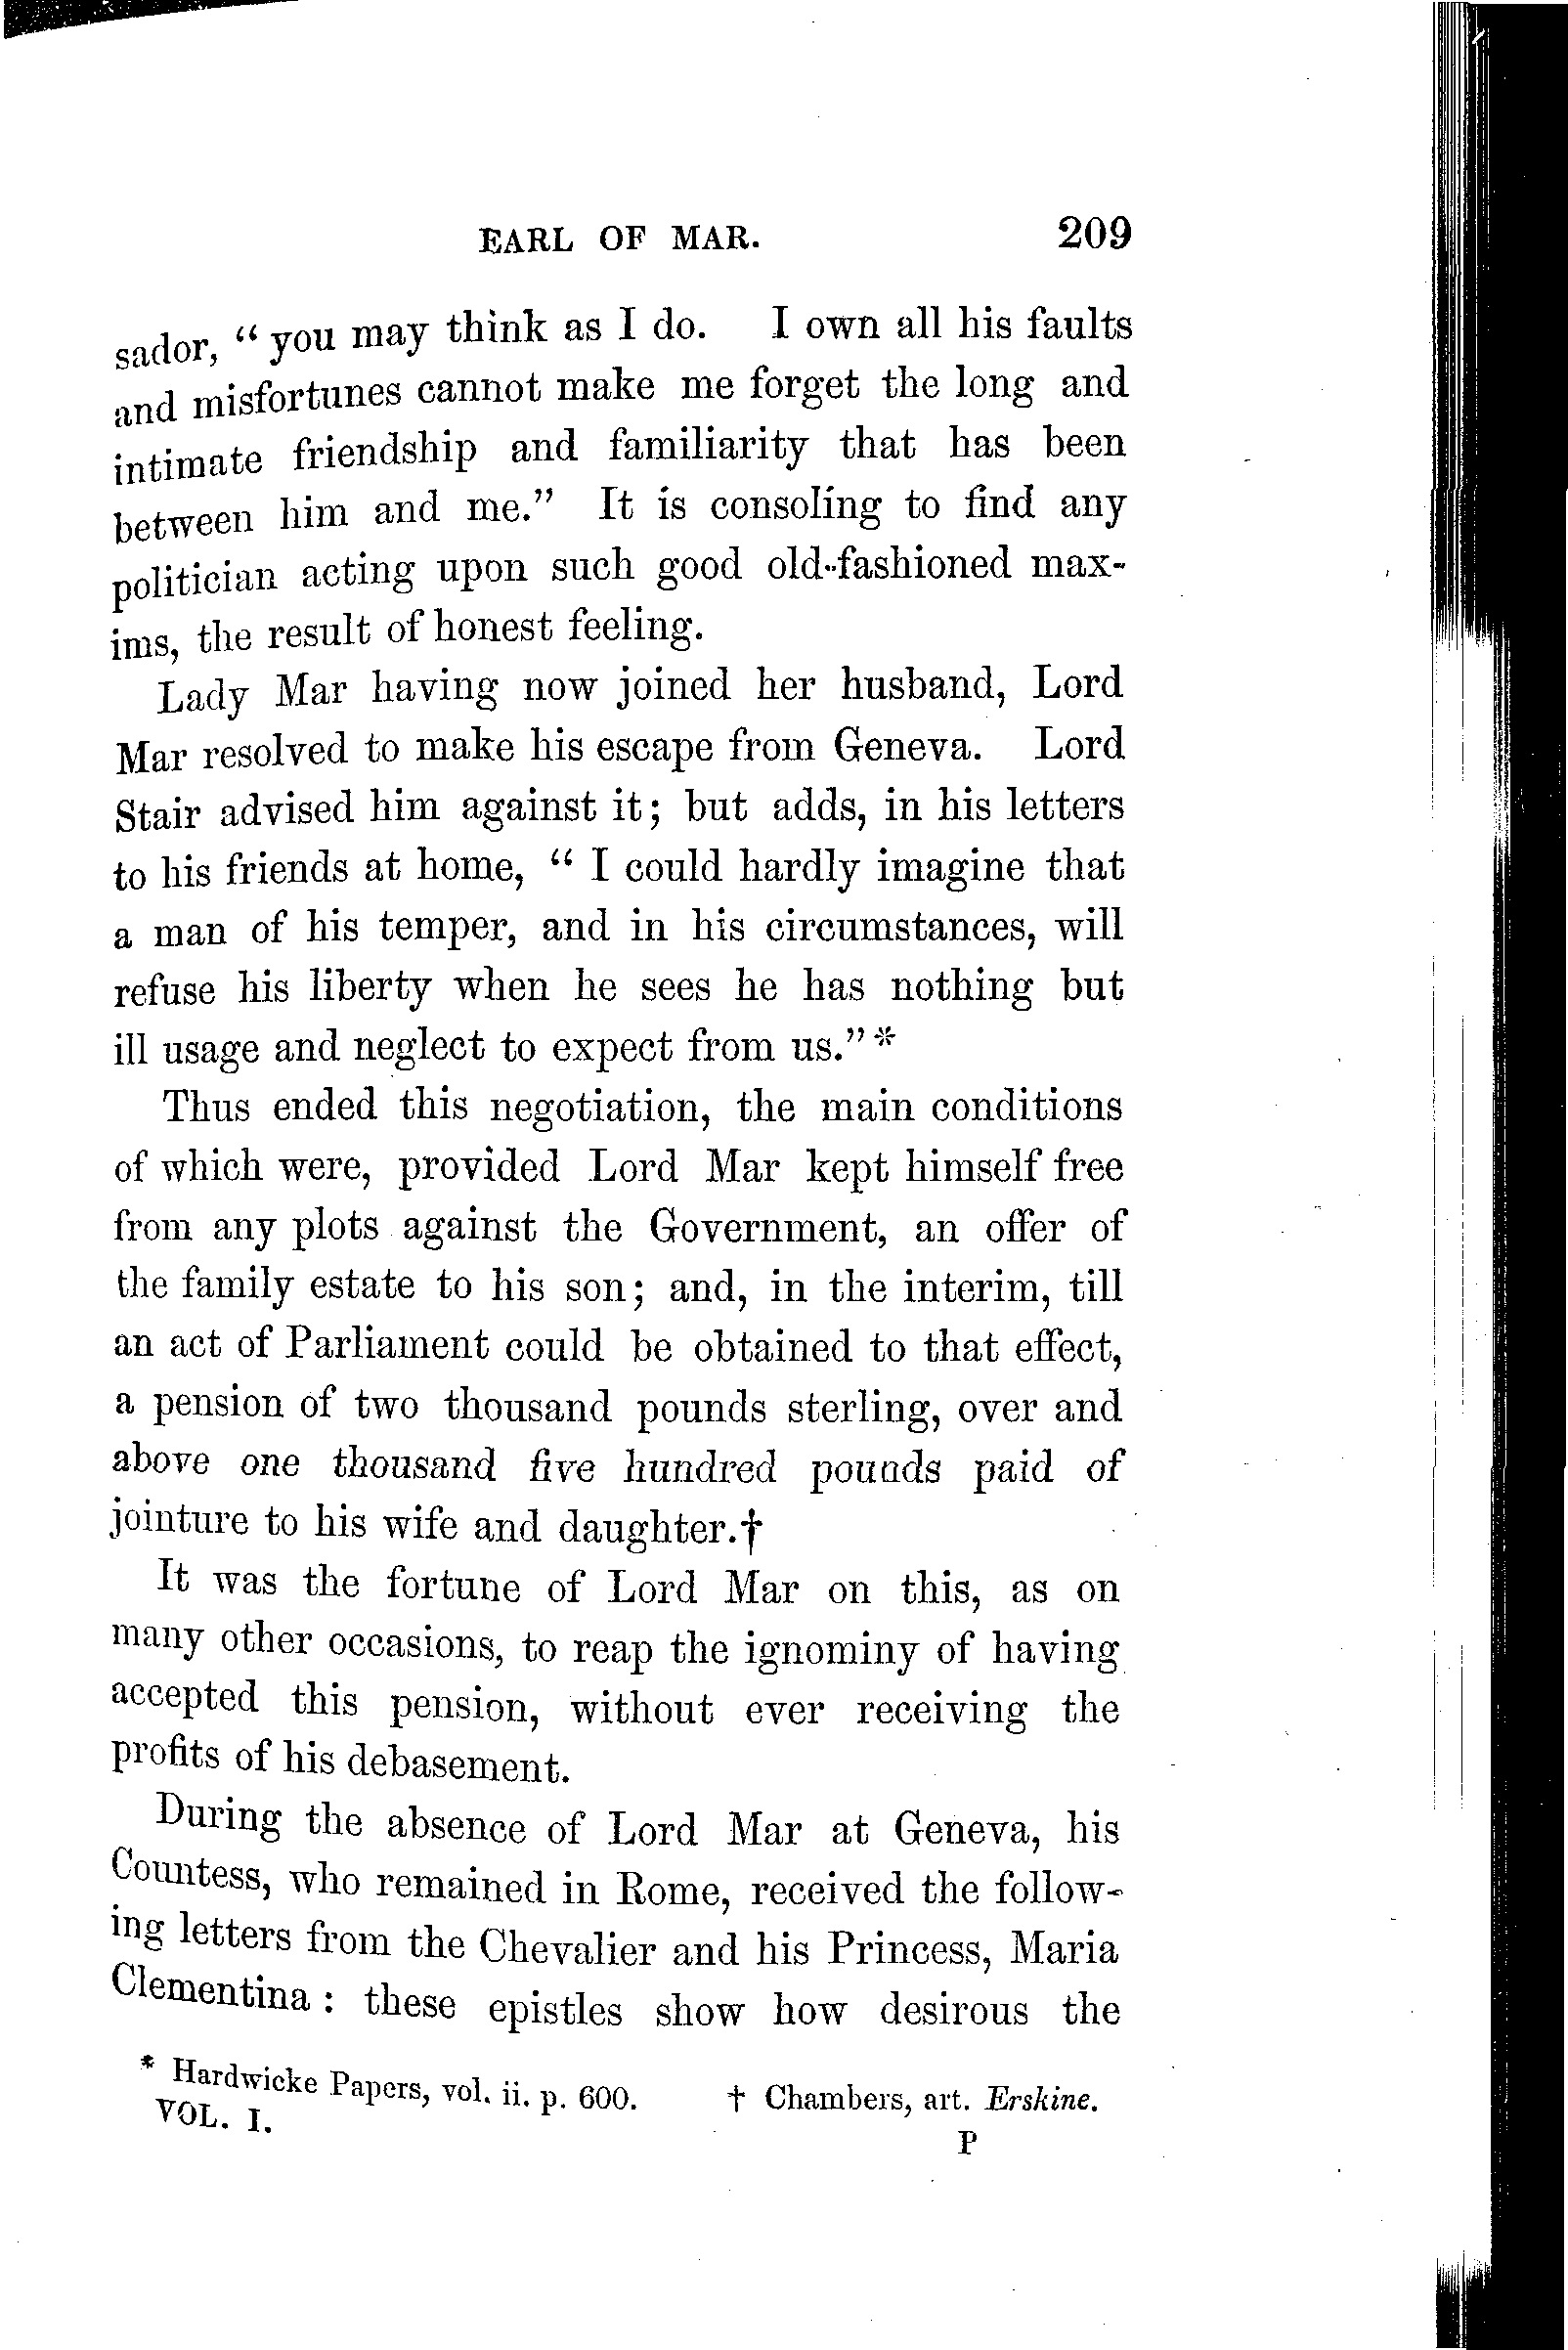 EARL OF MAR. 209
sador, “ you may think as I do. I own all his faults
and misfortunes cannot make me forget the long and
intimate friendship and familiarity that has been
between him and me.” It is consoling to find any
politician acting upon such good old-fashioned max-
ims, the result of honest feeling.
Lady Mar having now joined her husband, Lord
Mar resolved to make his escape from Geneva. Lord
Stair advised him against it; but adds, in his letters
to his friends at home, “ I could hardly imagine that
a man of his temper, and in his circumstances, will
refuse his liberty when he sees he has nothing but
ill usage and neglect to expect from us.”*
Thus ended this negotiation, the main conditions
of which were, provided Lord Mar kept himself free
from any plots against the Government, an offer of
the family estate to his son; and, in the interim, till
an act of Parliament could be obtained to that effect,
a pension of two thousand pounds sterling, over and
above one thousand five hundred pounds paid of
jointure to his wife and daughter.†
It was the fortune of Lord Mar on this, as on
many other occasions, to reap the ignominy of having
accepted this pension, without ever receiving the
profits of his debasement.
During the absence of Lord Mar at Geneva, his
Countess, who remained in Rome, received the follow-
ing letters from the Chevalier and his Princess, Maria
Clementina : these epistles show how desirous the
* Hardwicke Papers, vol. ii. p. 600. † Chambers, art. Erskine.
VOL. I. P